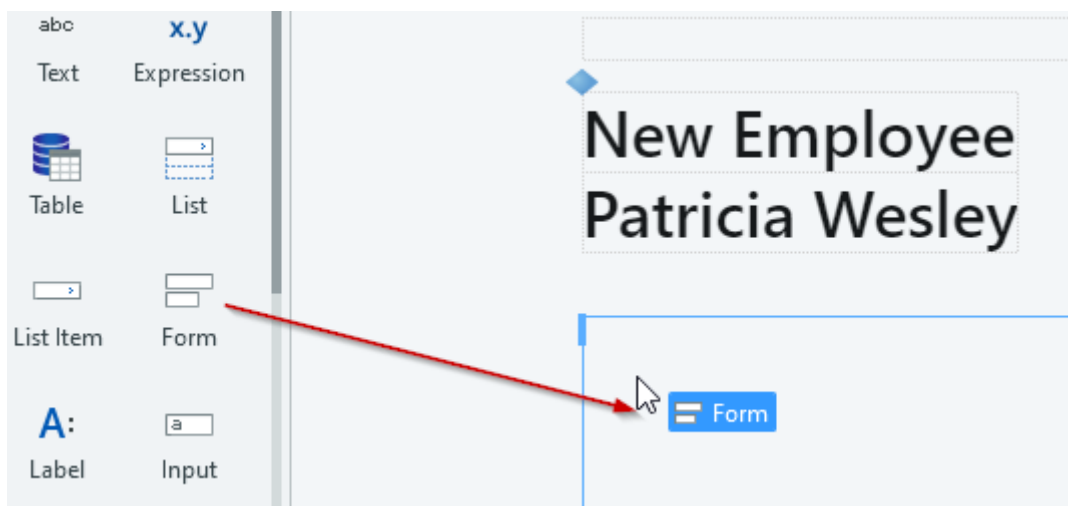 abc x.y
Text Expression
Table List
List Item Form
A: a
Label Input
New Employee
Patricia Wesley
Form